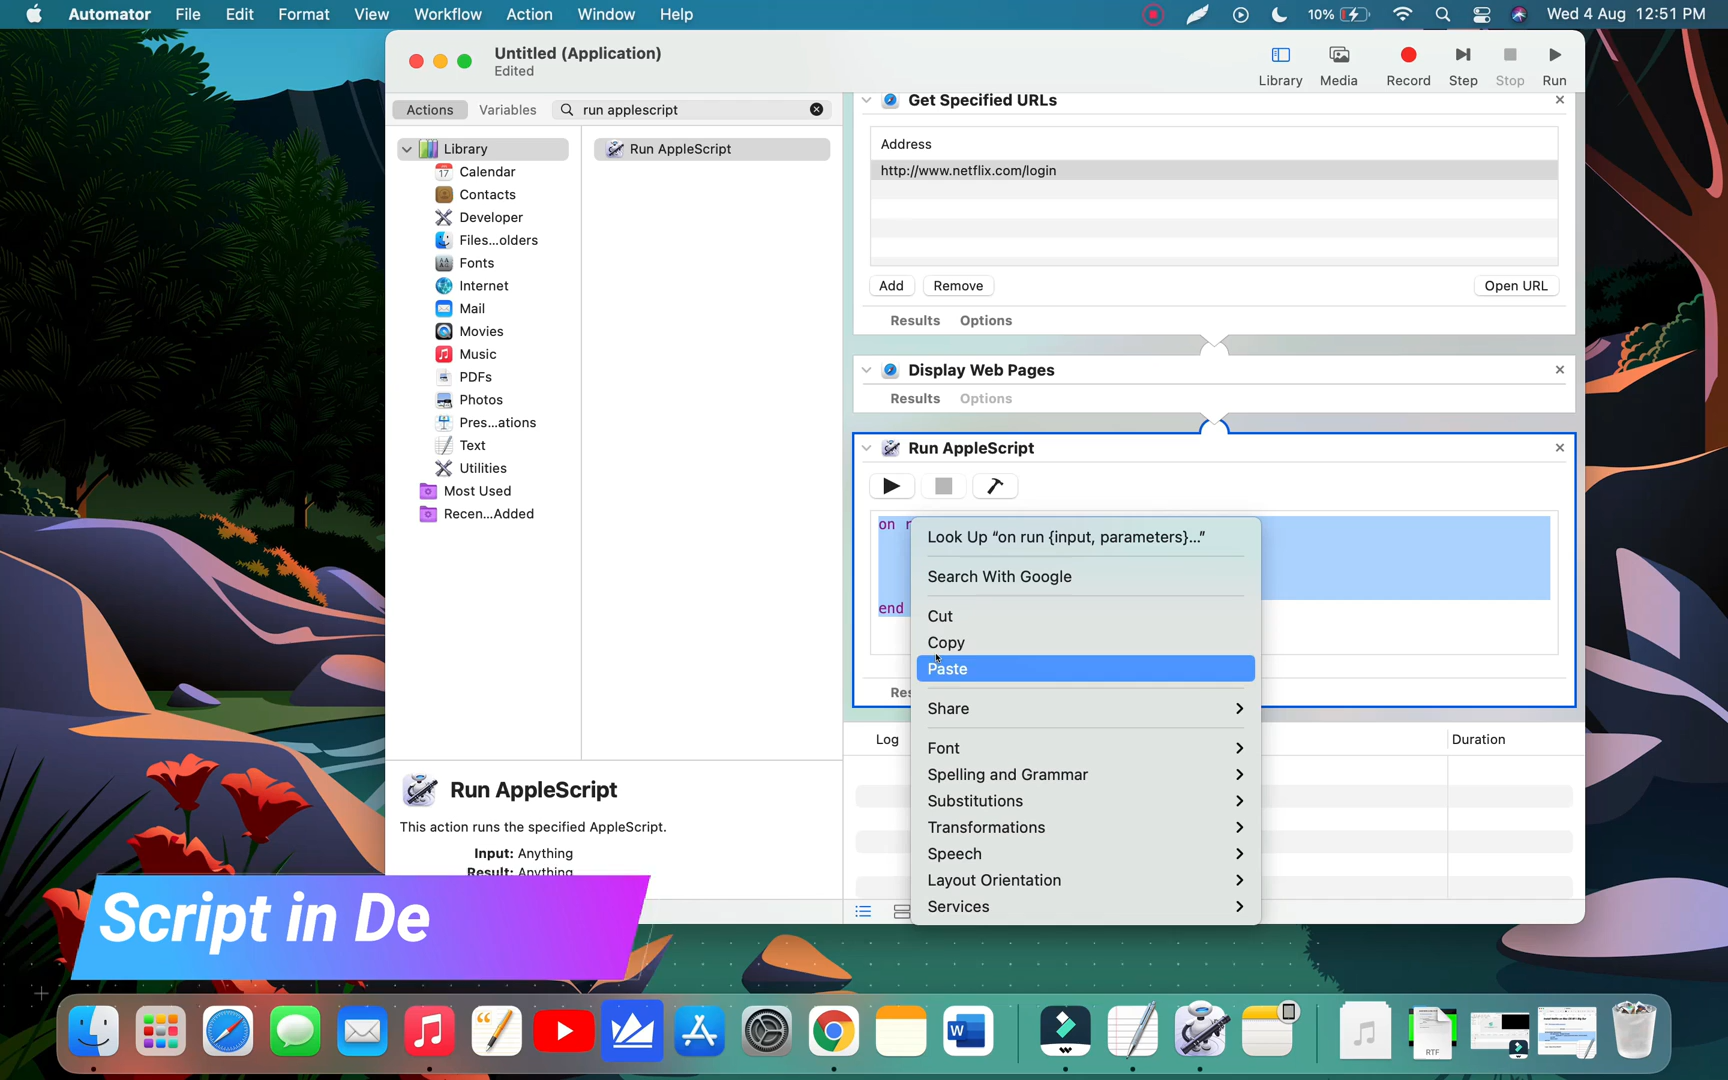 Automator File Edit Format View Workflow Action Window Help 10% Wed 4 Aug 12:51 PM
Untitled (Application)
Edited
Library Media Record Step Stop Run
Actions Variables run applescript
Library
Calendar
Contacts
Developer
Files...olders
Fonts
Internet
Mail
Movies
Music
PDFs
Photos
Pres...ations
Text
Utilities
Most Used
Recen...Added
Run AppleScript
Get Specified URLs
Address
http://www.netflix.com/login
Add Remove Open URL
Results Options
Display Web Pages
Results Options
Run AppleScript
on r
end
Res
Look Up “on run {input, parameters}...”
Search With Google
Cut
Copy
Paste
Share
Font
Spelling and Grammar
Substitutions
Transformations
Speech
Layout Orientation
Services
Log Duration
Run AppleScript
This action runs the specified AppleScript.
Input: Anything
Result: Anything
Script in De
17
W
RTF